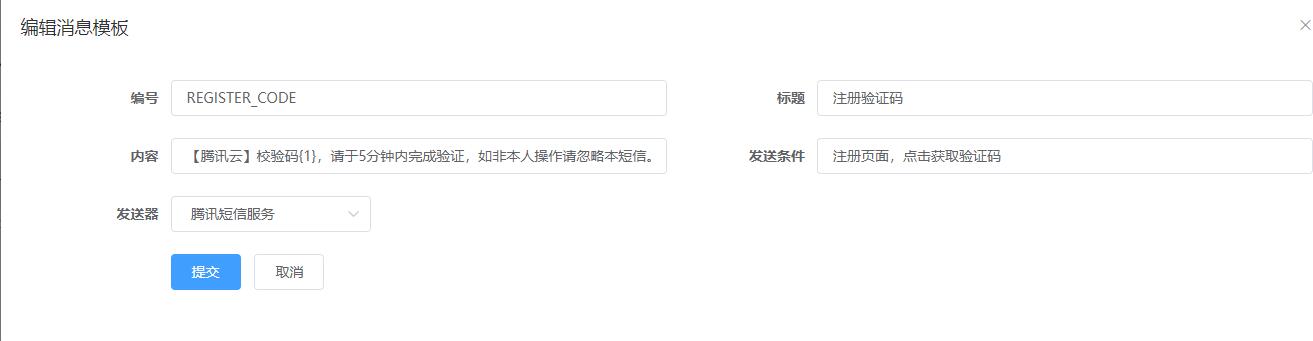 编辑消息模板
编号 REGISTER_CODE 标题 注册验证码
内容 【腾讯云】校验码{1}，请于5分钟内完成验证，如非本人操作请忽略本短信。 发送条件 注册页面，点击获取验证码
发送器 腾讯短信服务
提交 取消